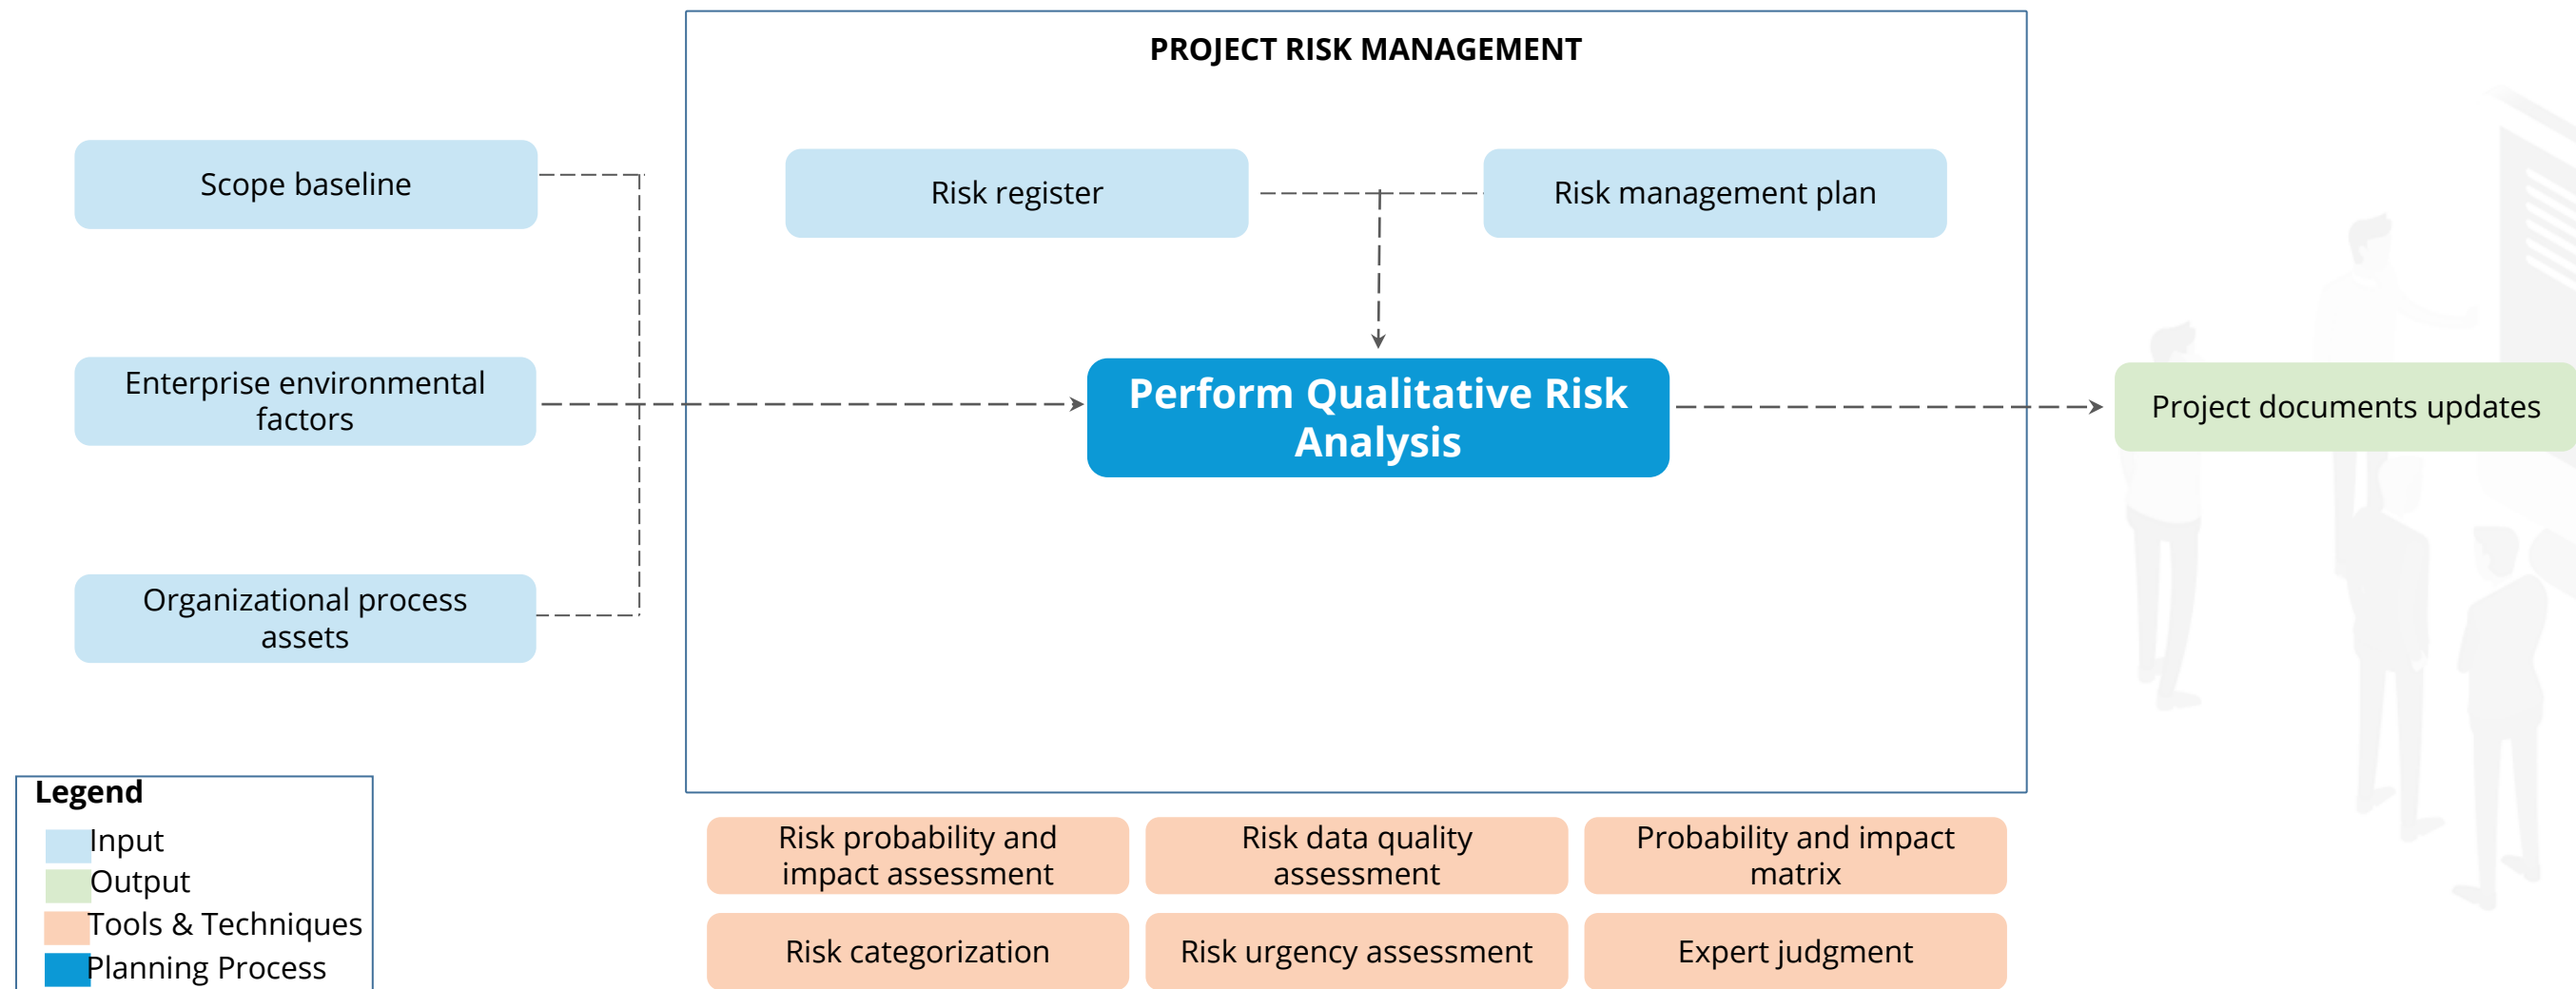 PROJECT RISK MANAGEMENT
Scope baseline
Risk register
Risk management plan
Enterprise environmental
factors
Perform Qualitative Risk
Analysis
Project documents updates
Organizational process
assets
Legend
Input
Output
Tools & Techniques
Planning Process
Risk probability and
impact assessment
Risk data quality
assessment
Probability and impact
matrix
Risk categorization
Risk urgency assessment
Expert judgment